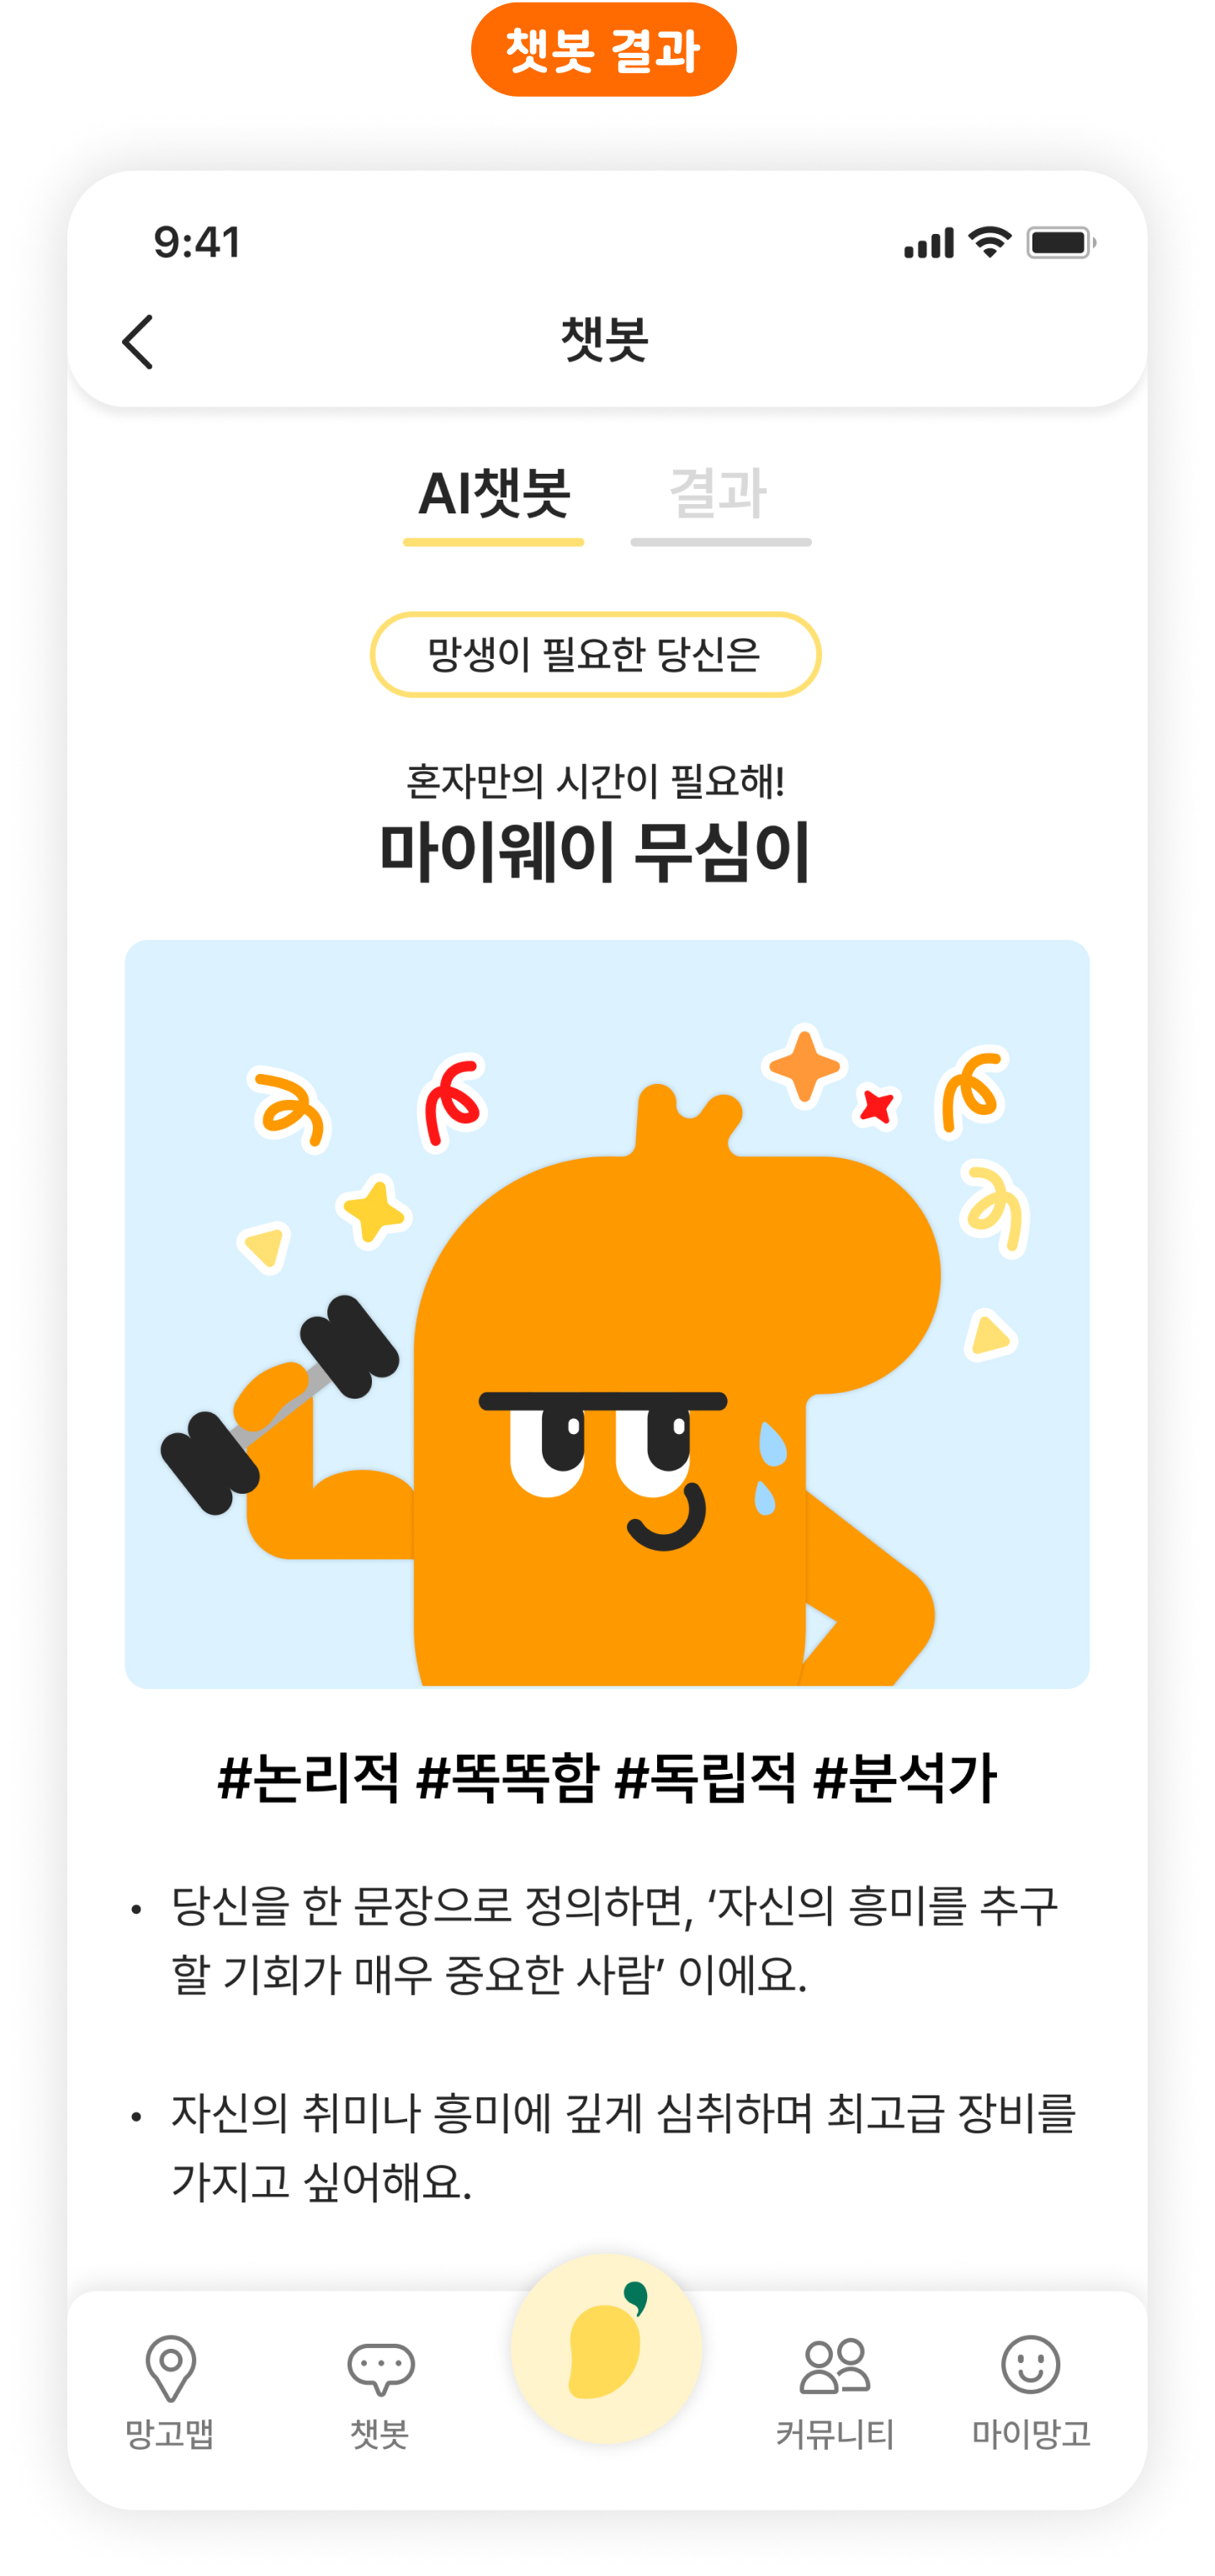 챗봇 결과
9:41
챗봇
AI챗봇 결과
망생이 필요한 당신은
혼자만의 시간이 필요해!
마이웨이 무심이
#논리적 #똑똑함 #독립적 #분석가
• 당신을 한 문장으로 정의하면, ‘자신의 흥미를 추구
할 기회가 매우 중요한 사람’ 이에요.
• 자신의 취미나 흥미에 깊게 심취하며 최고급 장비를
가지고 싶어해요.
망고맵 챗봇 커뮤니티 마이망고